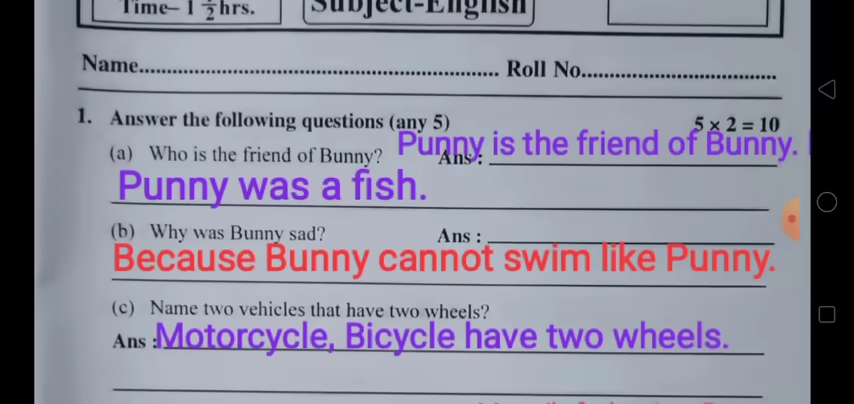 Time– 1 1/2 hrs.
Subject-English
Name.................................................................. Roll No....................................
1. Answer the following questions (any 5) 5 × 2 = 10
(a) Who is the friend of Bunny? Ans : Punny is the friend of Bunny.
Punny was a fish.
(b) Why was Bunny sad? Ans :
Because Bunny cannot swim like Punny.
(c) Name two vehicles that have two wheels?
Ans : Motorcycle, Bicycle have two wheels.